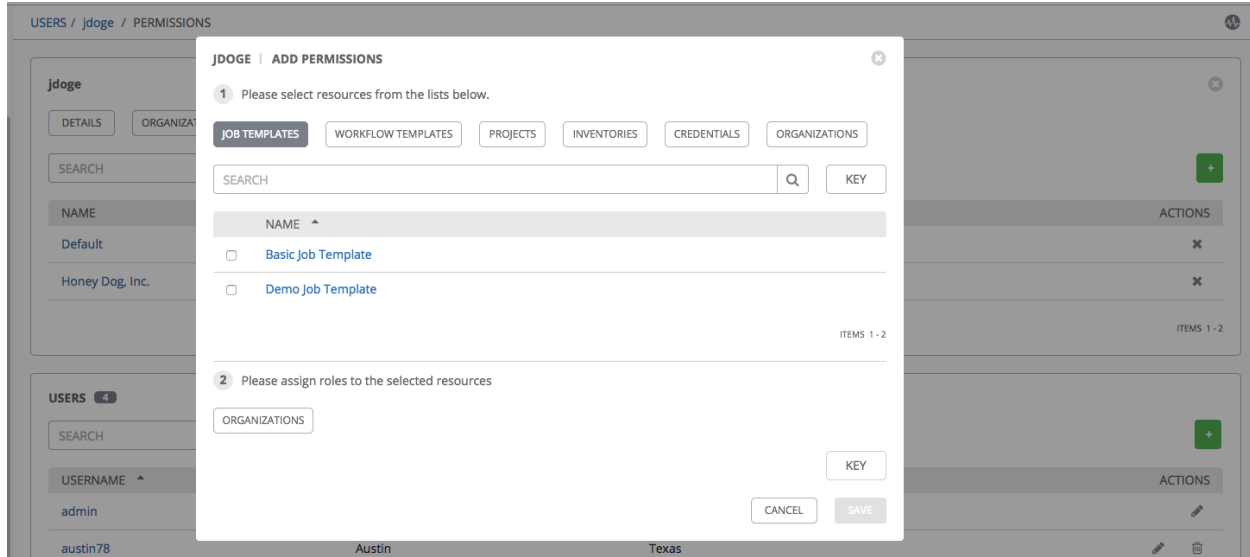 USERS / jdoge / PERMISSIONS
jdoge
DETAILS ORGANIZAT
SEARCH
+
NAME ACTIONS
Default
Honey Dog, Inc.
ITEMS 1 - 2
JDOGE | ADD PERMISSIONS
1 Please select resources from the lists below.
JOB TEMPLATES WORKFLOW TEMPLATES PROJECTS INVENTORIES CREDENTIALS ORGANIZATIONS
SEARCH KEY
NAME
Basic Job Template
Demo Job Template
ITEMS 1 - 2
2 Please assign roles to the selected resources
ORGANIZATIONS
KEY
CANCEL SAVE
USERS 4
SEARCH
+
USERNAME ACTIONS
admin
austin78 Austin Texas